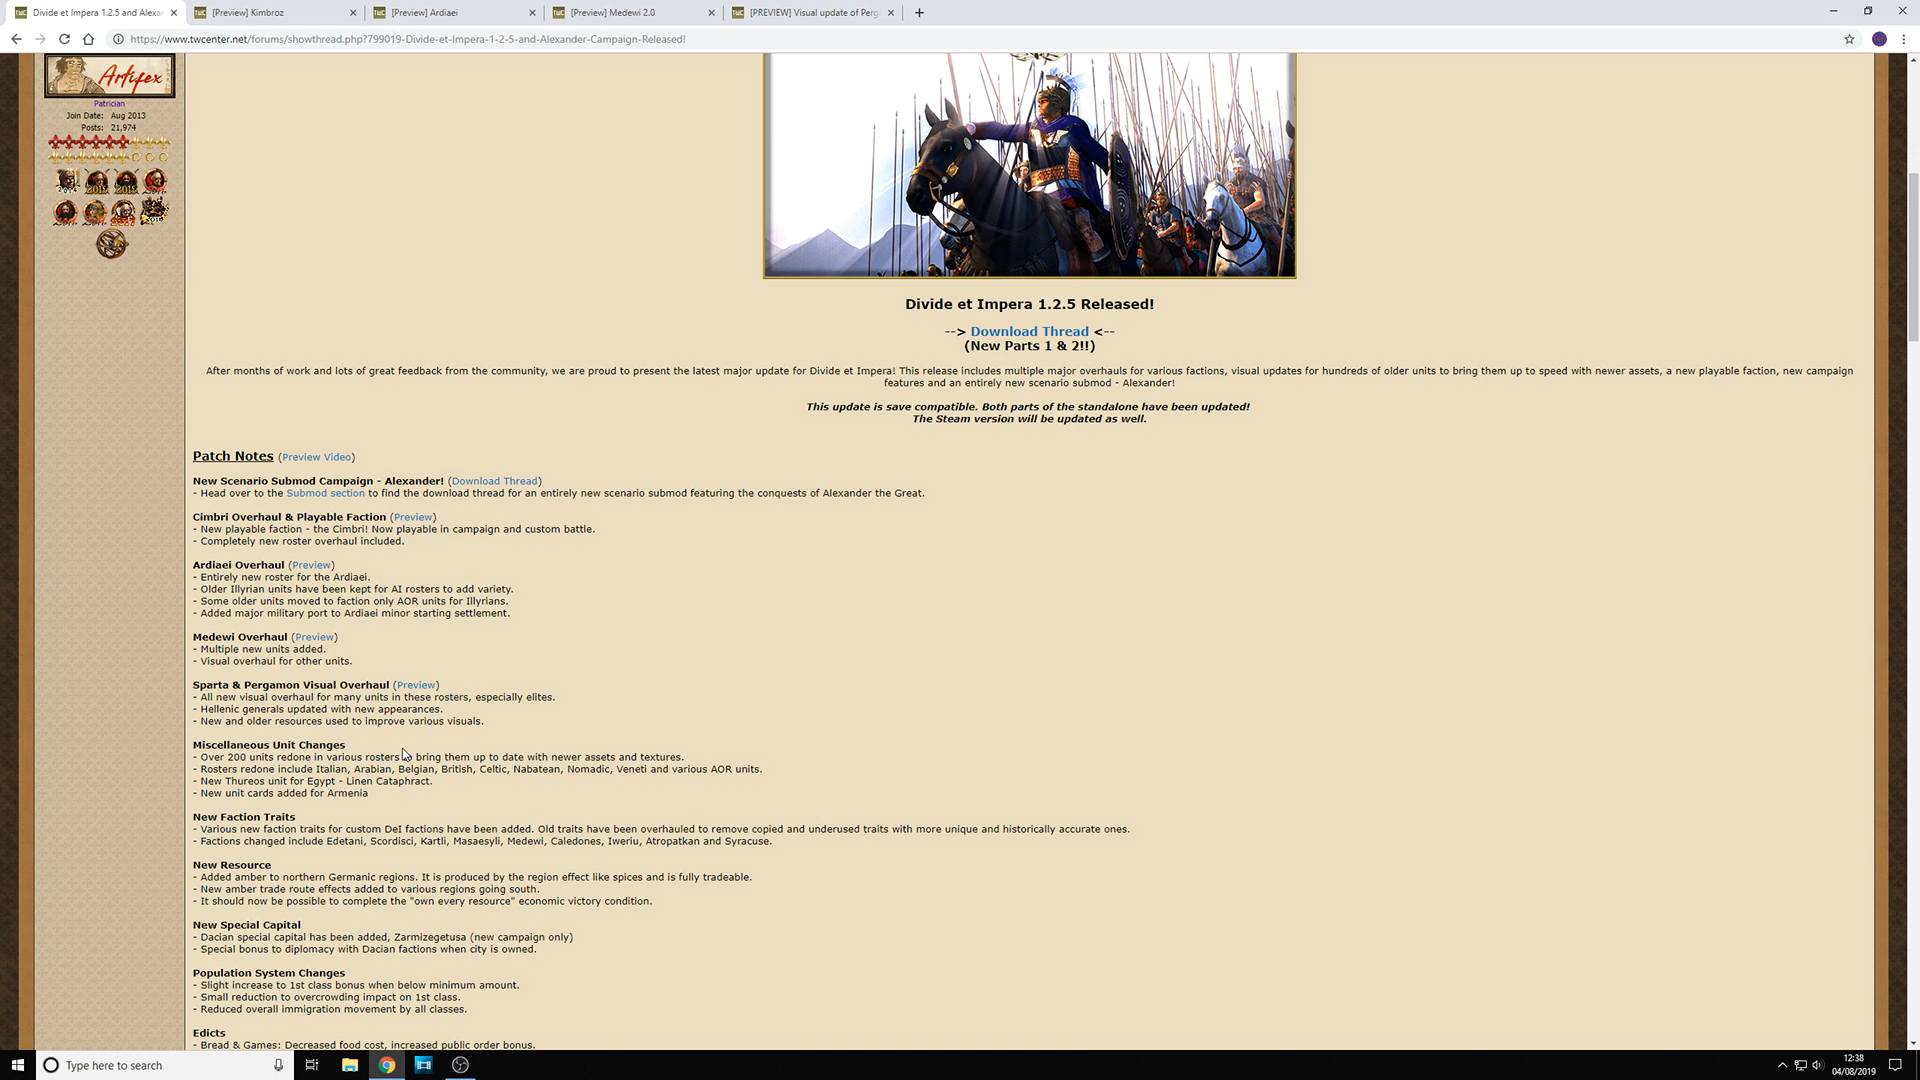 Divide et Impera 1.2.5 and Alexa
[Preview] Kimbroz
[Preview] Ardiaei
[Preview] Medewi 2.0
[PREVIEW] Visual update of Perg
https://www.twcenter.net/forums/showthread.php?799019-Divide-et-Impera-1-2-5-and-Alexander-Campaign-Released!
Artifex
Patrician
Join Date: Aug 2013
Posts: 21,974
Divide et Impera 1.2.5 Released!
--> Download Thread <--
(New Parts 1 & 2!!)
After months of work and lots of great feedback from the community, we are proud to present the latest major update for Divide et Impera! This release includes multiple major overhauls for various factions, visual updates for hundreds of older units to bring them up to speed with newer assets, a new playable faction, new campaign
features and an entirely new scenario submod - Alexander!
This update is save compatible. Both parts of the standalone have been updated!
The Steam version will be updated as well.
Patch Notes (Preview Video)
New Scenario Submod Campaign - Alexander! (Download Thread)
- Head over to the Submod section to find the download thread for an entirely new scenario submod featuring the conquests of Alexander the Great.
Cimbri Overhaul & Playable Faction (Preview)
- New playable faction - the Cimbri! Now playable in campaign and custom battle.
- Completely new roster overhaul included.
Ardiaei Overhaul (Preview)
- Entirely new roster for the Ardiaei.
- Older Illyrian units have been kept for AI rosters to add variety.
- Some older units moved to faction only AOR units for Illyrians.
- Added major military port to Ardiaei minor starting settlement.
Medewi Overhaul (Preview)
- Multiple new units added.
- Visual overhaul for other units.
Sparta & Pergamon Visual Overhaul (Preview)
- All new visual overhaul for many units in these rosters, especially elites.
- Hellenic generals updated with new appearances.
- New and older resources used to improve various visuals.
Miscellaneous Unit Changes
- Over 200 units redone in various rosters bring them up to date with newer assets and textures.
- Rosters redone include Italian, Arabian, Belgian, British, Celtic, Nabatean, Nomadic, Veneti and various AOR units.
- New Thureos unit for Egypt - Linen Cataphract.
- New unit cards added for Armenia
New Faction Traits
- Various new faction traits for custom DeI factions have been added. Old traits have been overhauled to remove copied and underused traits with more unique and historically accurate ones.
- Factions changed include Edetani, Scordisci, Kartli, Masaesyli, Medewi, Caledones, Iweriu, Atropatkan and Syracuse.
New Resource
- Added amber to northern Germanic regions. It is produced by the region effect like spices and is fully tradeable.
- New amber trade route effects added to various regions going south.
- It should now be possible to complete the "own every resource" economic victory condition.
New Special Capital
- Dacian special capital has been added, Zarmizegetusa (new campaign only)
- Special bonus to diplomacy with Dacian factions when city is owned.
Population System Changes
- Slight increase to 1st class bonus when below minimum amount.
- Small reduction to overcrowding impact on 1st class.
- Reduced overall immigration movement by all classes.
Edicts
- Bread & Games: Decreased food cost, increased public order bonus.
Type here to search
12:38
04/08/2019